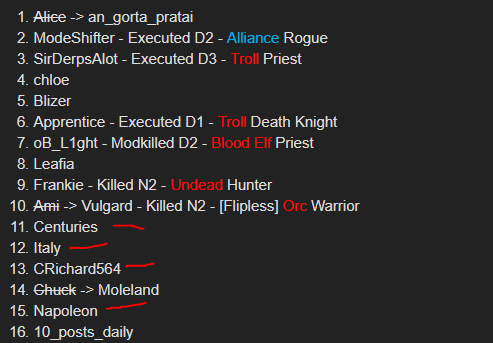 1. Alice -> an_gorta_pratai
2. ModeShifter - Executed D2 - Alliance Rogue
3. SirDerpsAlot - Executed D3 - Troll Priest
4. chloe
5. Blizer
6. Apprentice - Executed D1 - Troll Death Knight
7. oB_L1ght - Modkilled D2 - Blood Elf Priest
8. Leafia
9. Frankie - Killed N2 - Undead Hunter
10. Ami -> Vulgard - Killed N2 - [Flipless] Orc Warrior
11. Centuries
12. Italy
13. CRichard564
14. Chuck -> Moleland
15. Napoleon
16. 10_posts_daily